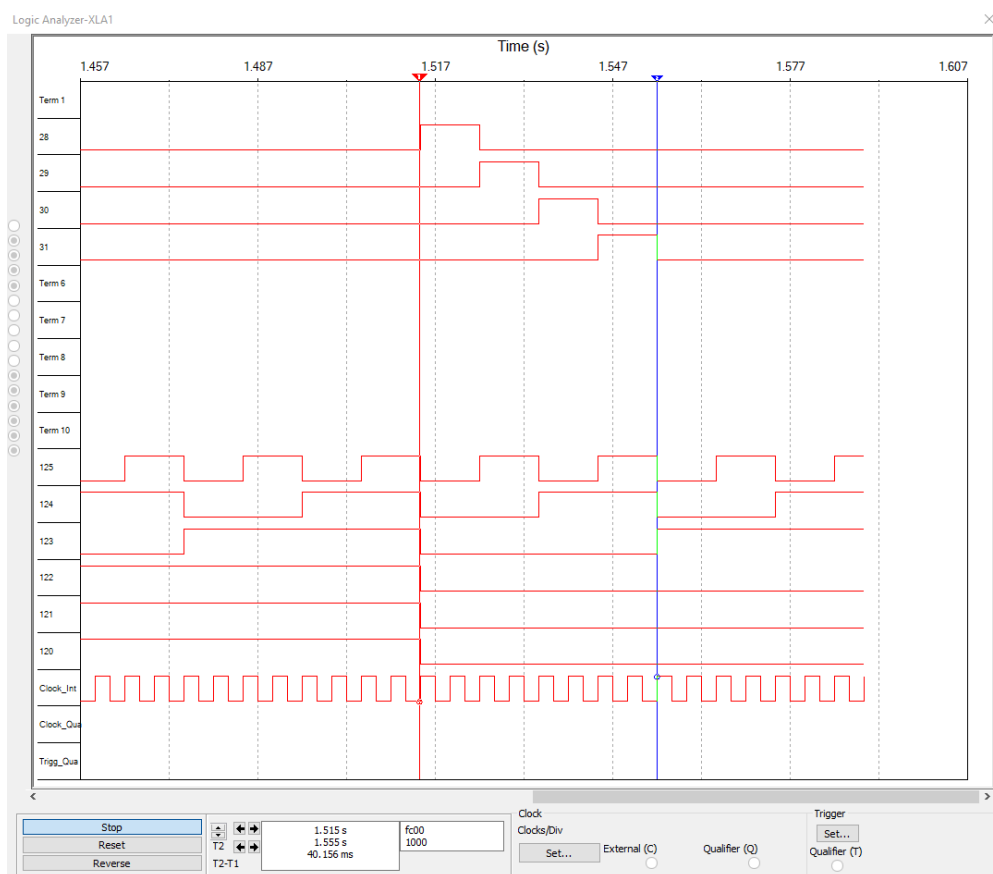 Logic Analyzer-XLA1
Time (s)
1.457 1.487 1.517 1.547 1.577 1.607
1 2
Term 1
28
29
30
31
Term 6
Term 7
Term 8
Term 9
Term 10
125
124
123
122
121
120
Clock_Int
Clock_Qua
Trigg_Qua
Stop
Reset
Reverse
T2
T2-T1
1.515 s
1.555 s
40.156 ms
fc00
1000
Clock
Clocks/Div
Set...
External (C)
Qualifier (Q)
Trigger
Set...
Qualifier (T)